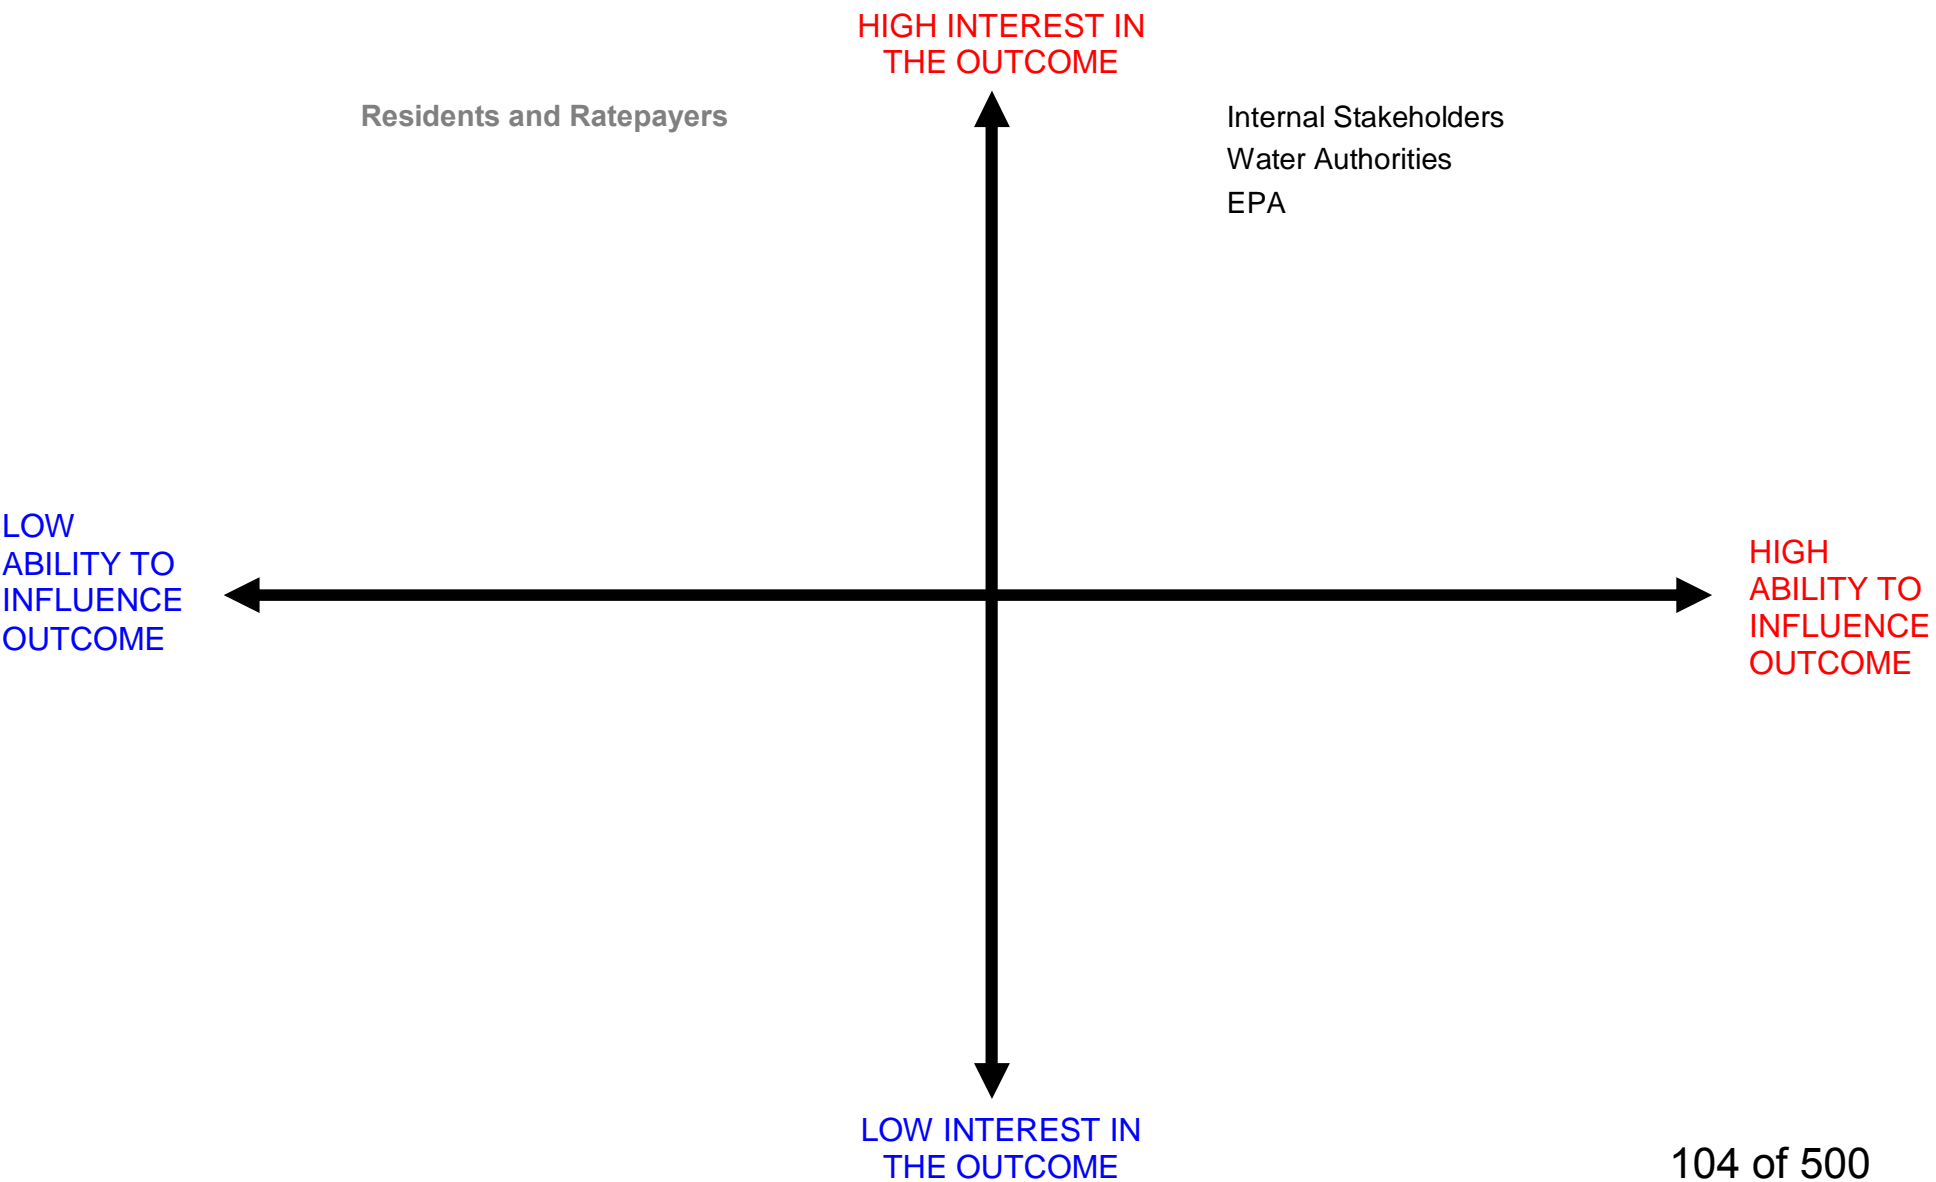 HIGH INTEREST IN
THE OUTCOME
Residents and Ratepayers
Internal Stakeholders
Water Authorities
EPA
LOW
ABILITY TO
INFLUENCE
OUTCOME
HIGH
ABILITY TO
INFLUENCE
OUTCOME
LOW INTEREST IN
THE OUTCOME
104 of 500